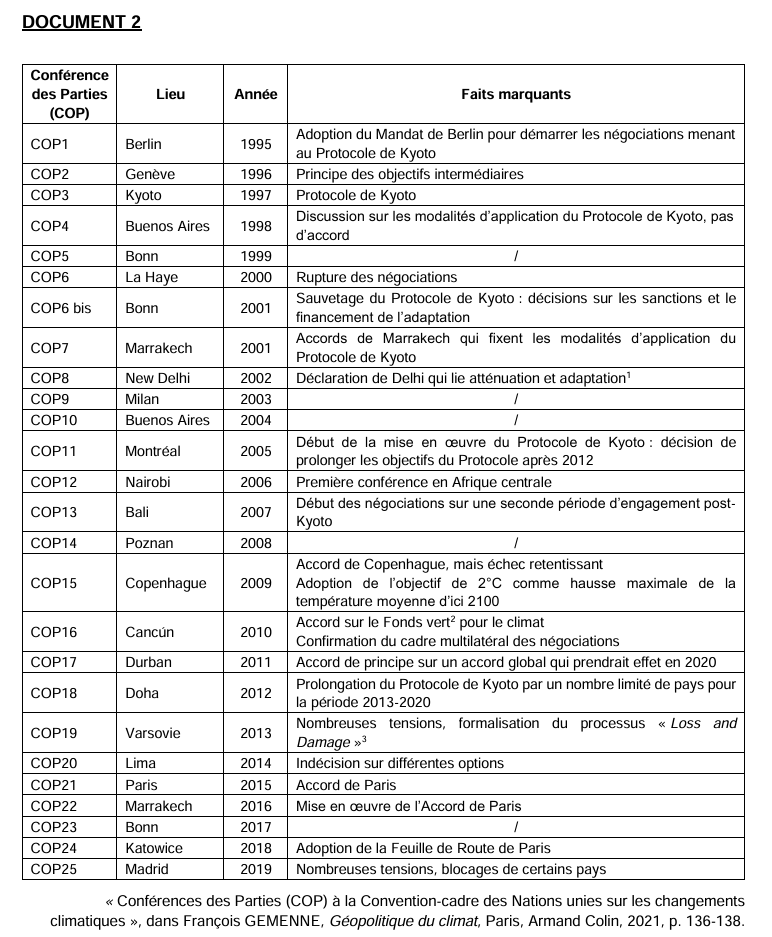 DOCUMENT 2
Conférence
des Parties
(COP)
Lieu
Année
Faits marquants
COP1 Berlin 1995 Adoption du Mandat de Berlin pour démarrer les négociations menant
au Protocole de Kyoto
COP2 Genève 1996 Principe des objectifs intermédiaires
COP3 Kyoto 1997 Protocole de Kyoto
COP4 Buenos Aires 1998 Discussion sur les modalités d’application du Protocole de Kyoto, pas
d’accord
COP5 Bonn 1999 /
COP6 La Haye 2000 Rupture des négociations
COP6 bis Bonn 2001 Sauvetage du Protocole de Kyoto : décisions sur les sanctions et le
financement de l’adaptation
COP7 Marrakech 2001 Accords de Marrakech qui fixent les modalités d’application du
Protocole de Kyoto
COP8 New Delhi 2002 Déclaration de Delhi qui lie atténuation et adaptation¹
COP9 Milan 2003 /
COP10 Buenos Aires 2004 /
COP11 Montréal 2005 Début de la mise en œuvre du Protocole de Kyoto : décision de
prolonger les objectifs du Protocole après 2012
COP12 Nairobi 2006 Première conférence en Afrique centrale
COP13 Bali 2007 Début des négociations sur une seconde période d’engagement post-
Kyoto
COP14 Poznan 2008 /
COP15 Copenhague 2009 Accord de Copenhague, mais échec retentissant
Adoption de l’objectif de 2°C comme hausse maximale de la
température moyenne d’ici 2100
COP16 Cancún 2010 Accord sur le Fonds vert² pour le climat
Confirmation du cadre multilatéral des négociations
COP17 Durban 2011 Accord de principe sur un accord global qui prendrait effet en 2020
COP18 Doha 2012 Prolongation du Protocole de Kyoto par un nombre limité de pays pour
la période 2013-2020
COP19 Varsovie 2013 Nombreuses tensions, formalisation du processus « Loss and
Damage »³
COP20 Lima 2014 Indécision sur différentes options
COP21 Paris 2015 Accord de Paris
COP22 Marrakech 2016 Mise en œuvre de l’Accord de Paris
COP23 Bonn 2017 /
COP24 Katowice 2018 Adoption de la Feuille de Route de Paris
COP25 Madrid 2019 Nombreuses tensions, blocages de certains pays
« Conférences des Parties (COP) à la Convention-cadre des Nations unies sur les changements
climatiques », dans François GEMENNE, Géopolitique du climat, Paris, Armand Colin, 2021, p. 136-138.